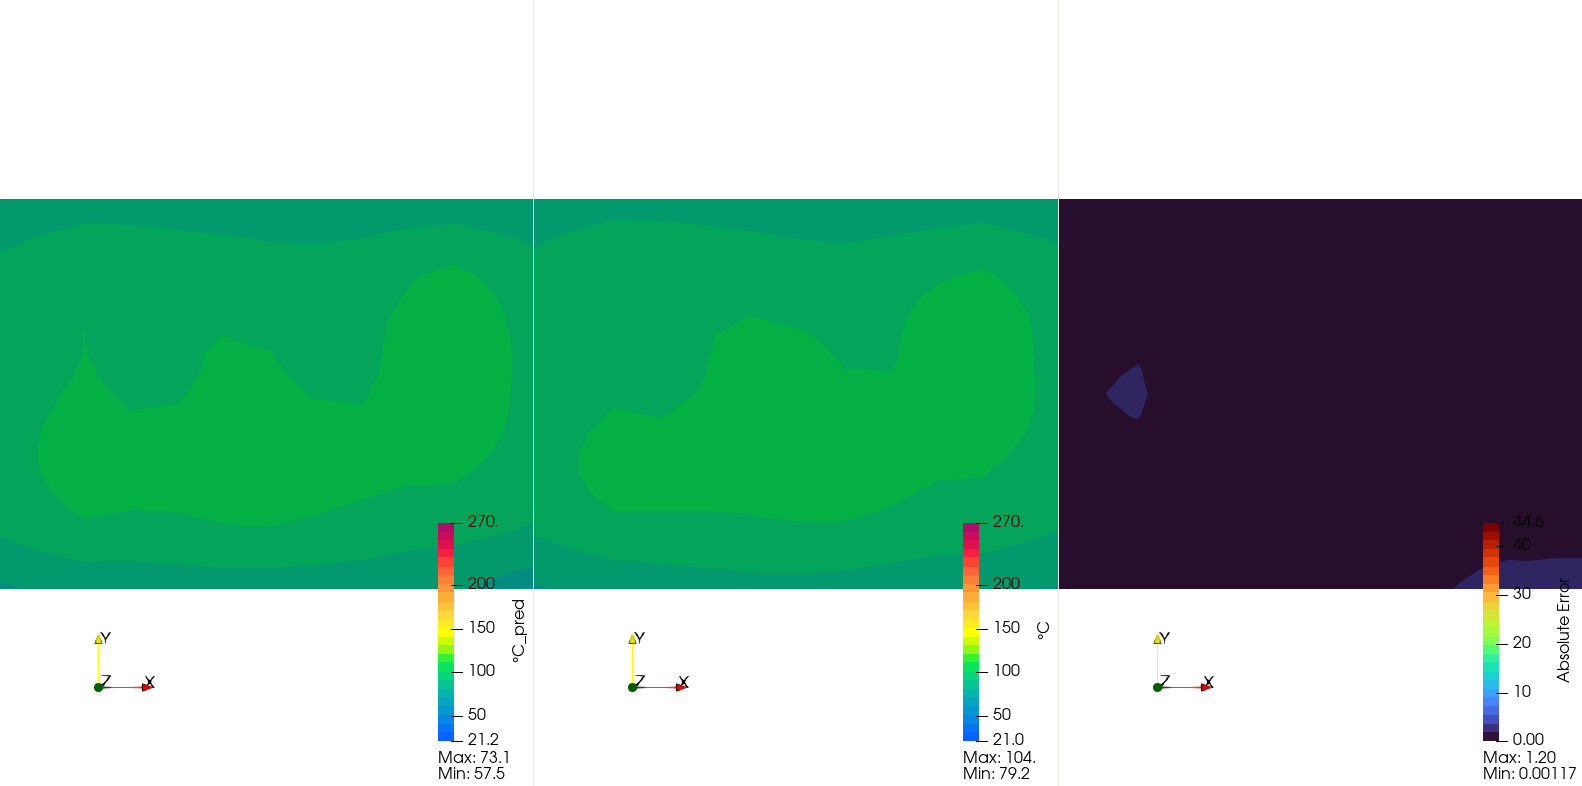 270.
200
150
100
50
21.2
°C_pred
Max: 73.1
Min: 57.5
Y
Z
X
270.
200
150
100
50
21.0
°C
Max: 104.
Min: 79.2
Y
Z
X
44.6
40
30
20
10
0.00
Absolute Error
Max: 1.20
Min: 0.00117
Y
Z
X